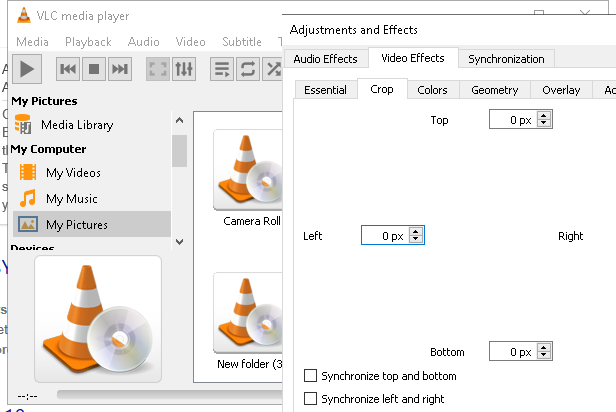 VLC media player
Media Playback Audio Video Subtitle
My Pictures
Media Library
My Computer
My Videos
My Music
My Pictures
Devices
Camera Roll
New folder (3
--:--
Adjustments and Effects
Audio Effects Video Effects Synchronization
Essential Crop Colors Geometry Overlay
Top 0 px
Left 0 px Right
Bottom 0 px
Synchronize top and bottom
Synchronize left and right